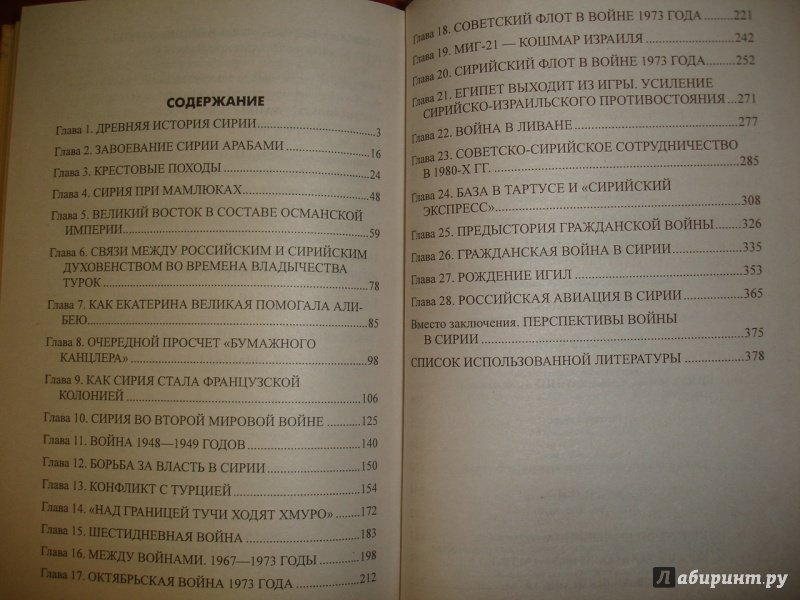 СОДЕРЖАНИЕ
Глава 1. ДРЕВНЯЯ ИСТОРИЯ СИРИИ 3
Глава 2. ЗАВОЕВАНИЕ СИРИИ АРАБАМИ 16
Глава 3. КРЕСТОВЫЕ ПОХОДЫ 24
Глава 4. СИРИЯ ПРИ МАМЛЮКАХ 48
Глава 5. ВЕЛИКИЙ ВОСТОК В СОСТАВЕ ОСМАНСКОЙ
ИМПЕРИИ 59
Глава 6. СВЯЗИ МЕЖДУ РОССИЙСКИМ И СИРИЙСКИМ
ДУХОВЕНСТВОМ ВО ВРЕМЕНА ВЛАДЫЧЕСТВА
ТУРОК 78
Глава 7. КАК ЕКАТЕРИНА ВЕЛИКАЯ ПОМОГАЛА АЛИ-
БЕЮ 85
Глава 8. ОЧЕРЕДНОЙ ПРОСЧЕТ «БУМАЖНОГО
КАНЦЛЕРА» 98
Глава 9. КАК СИРИЯ СТАЛА ФРАНЦУЗСКОЙ
КОЛОНИЕЙ 106
Глава 10. СИРИЯ ВО ВТОРОЙ МИРОВОЙ ВОЙНЕ 125
Глава 11. ВОЙНА 1948—1949 ГОДОВ 140
Глава 12. БОРЬБА ЗА ВЛАСТЬ В СИРИИ 150
Глава 13. КОНФЛИКТ С ТУРЦИЕЙ 154
Глава 14. «НАД ГРАНИЦЕЙ ТУЧИ ХОДЯТ ХМУРО» 172
Глава 15. ШЕСТИДНЕВНАЯ ВОЙНА 183
Глава 16. МЕЖДУ ВОЙНАМИ. 1967—1973 ГОДЫ 198
Глава 17. ОКТЯБРЬСКАЯ ВОЙНА 1973 ГОДА 212
Глава 18. СОВЕТСКИЙ ФЛОТ В ВОЙНЕ 1973 ГОДА 221
Глава 19. МИГ-21 — КОШМАР ИЗРАИЛЯ 242
Глава 20. СИРИЙСКИЙ ФЛОТ В ВОЙНЕ 1973 ГОДА 252
Глава 21. ЕГИПЕТ ВЫХОДИТ ИЗ ИГРЫ. УСИЛЕНИЕ
СИРИЙСКО-ИЗРАИЛЬСКОГО ПРОТИВОСТОЯНИЯ 271
Глава 22. ВОЙНА В ЛИВАНЕ 277
Глава 23. СОВЕТСКО-СИРИЙСКОЕ СОТРУДНИЧЕСТВО
В 1980-Х ГГ. 285
Глава 24. БАЗА В ТАРТУСЕ И «СИРИЙСКИЙ
ЭКСПРЕСС» 308
Глава 25. ПРЕДЫСТОРИЯ ГРАЖДАНСКОЙ ВОЙНЫ 326
Глава 26. ГРАЖДАНСКАЯ ВОЙНА В СИРИИ 335
Глава 27. РОЖДЕНИЕ ИГИЛ 353
Глава 28. РОССИЙСКАЯ АВИАЦИЯ В СИРИИ 365
Вместо заключения. ПЕРСПЕКТИВЫ ВОЙНЫ
В СИРИИ 375
СПИСОК ИСПОЛЬЗОВАННОЙ ЛИТЕРАТУРЫ 378
Лабиринт.ру